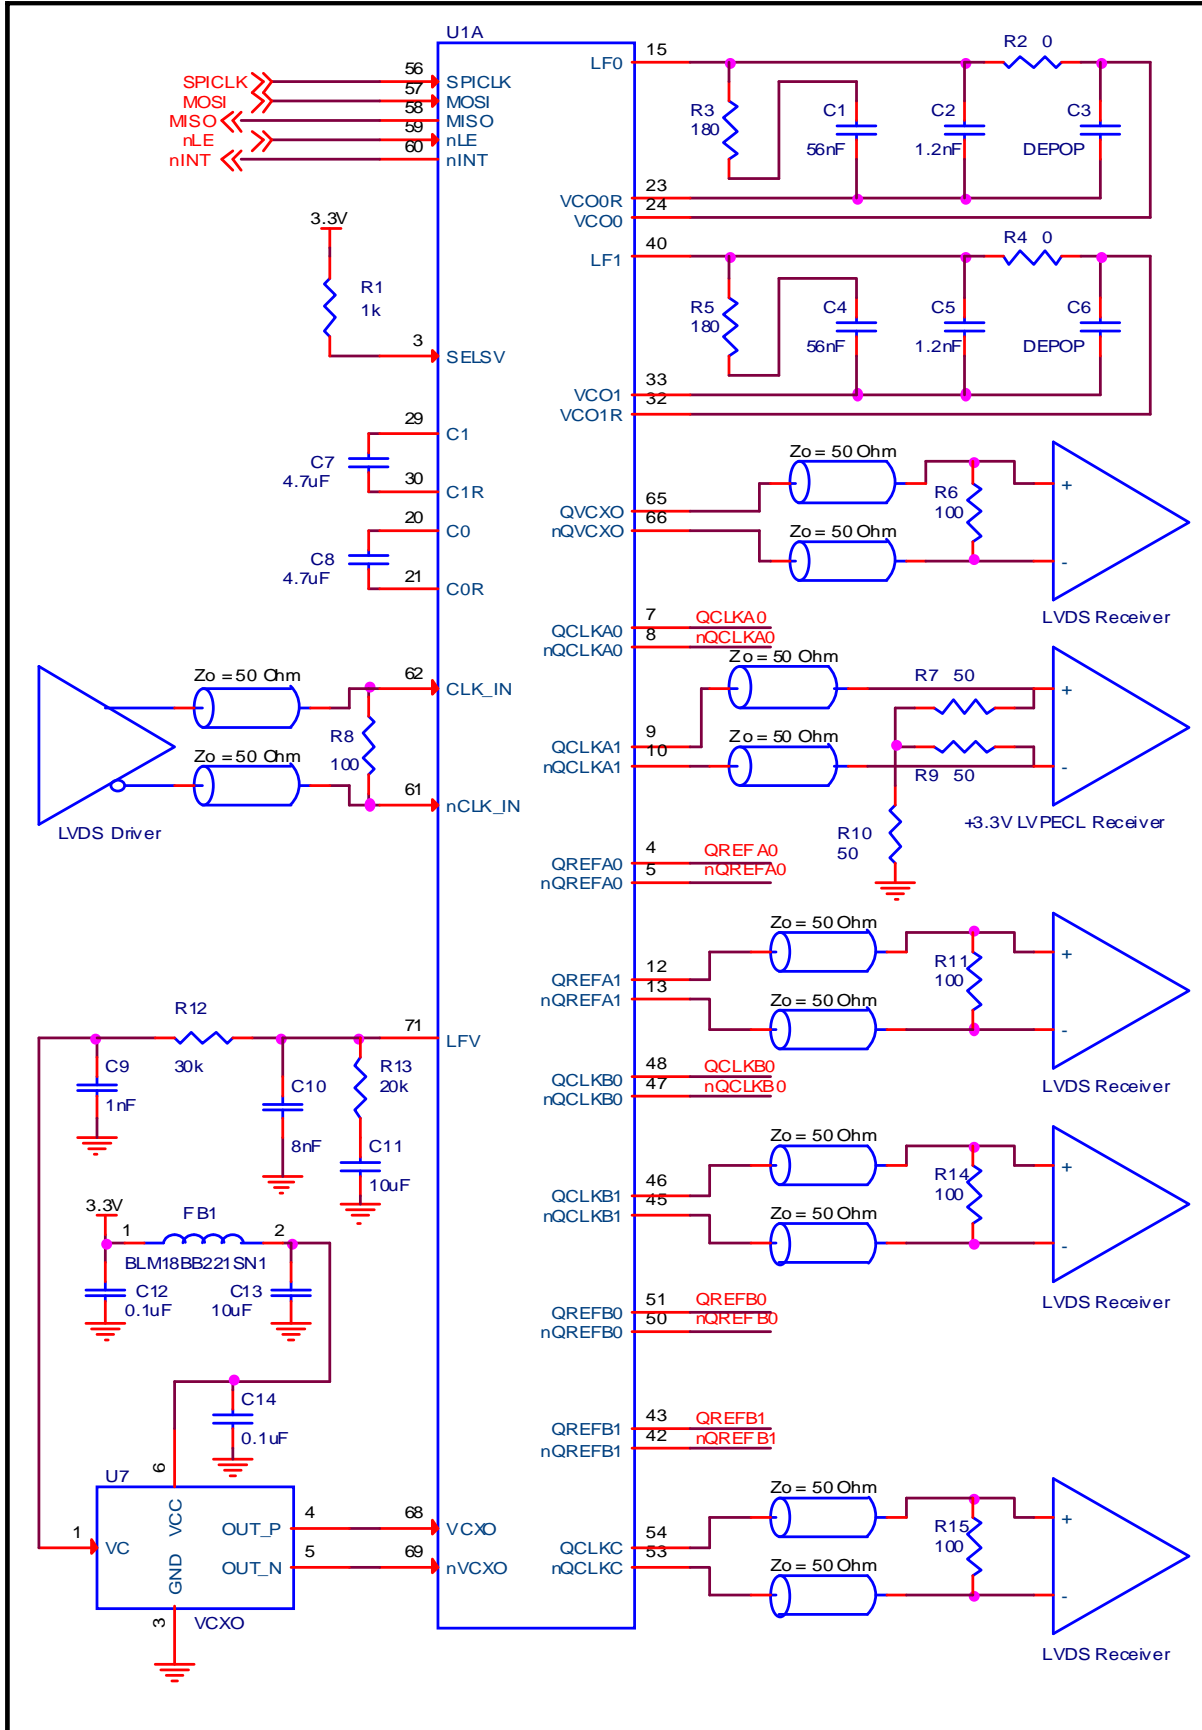 U1A
56 SPICLK SPICLK
57 MOSI MOSI
58 MISO MISO
59 nLE nLE
60 nINT nINT
3.3V
R1
1k
3 SELSV
29 C1
C7
4.7uF
30 C1R
20 C0
C8
4.7uF
21 C0R
Zo = 50 Ohm
62 CLK_IN
R8
100
Zo = 50 Ohm
61 nCLK_IN
LVDS Driver
R12
30k
71 LFV
C9
1nF
C10
8nF
R13
20k
C11
10uF
3.3V
1 FB1 2
BLM18BB221SN1
C12
0.1uF
C13
10uF
C14
0.1uF
6
U7
VCC
1 VC
GND
OUT_P 4 68 VCXO
OUT_N 5 69 nVCXO
3
VCXO
15 LF0
R2 0
R3
180
C1
56nF
C2
1.2nF
C3
DEPOP
23 VCO0R
24 VCO0
40 LF1
R4 0
R5
180
C4
56nF
C5
1.2nF
C6
DEPOP
33 VCO1
32 VCO1R
Zo = 50 Ohm
65 QVCXO
66 nQVCXO
R6
100
+
-
Zo = 50 Ohm
LVDS Receiver
7 QCLKA0 QCLKA0
8 nQCLKA0 nQCLKA0
Zo = 50 Ohm
R7 50
9 QCLKA1
10 nQCLKA1
Zo = 50 Ohm
R9 50
+
-
R10
50
+3.3V LVPECL Receiver
4 QREFA0 QREFA0
5 nQREFA0 nQREFA0
Zo = 50 Ohm
12 QREFA1
13 nQREFA1
R11
100
+
-
Zo = 50 Ohm
LVDS Receiver
48 QCLKB0 QCLKB0
47 nQCLKB0 nQCLKB0
Zo = 50 Ohm
46 QCLKB1
45 nQCLKB1
R14
100
+
-
Zo = 50 Ohm
LVDS Receiver
51 QREFB0 QREFB0
50 nQREFB0 nQREFB0
43 QREFB1 QREFB1
42 nQREFB1 nQREFB1
Zo = 50 Ohm
54 QCLKC
53 nQCLKC
R15
100
+
-
Zo = 50 Ohm
LVDS Receiver